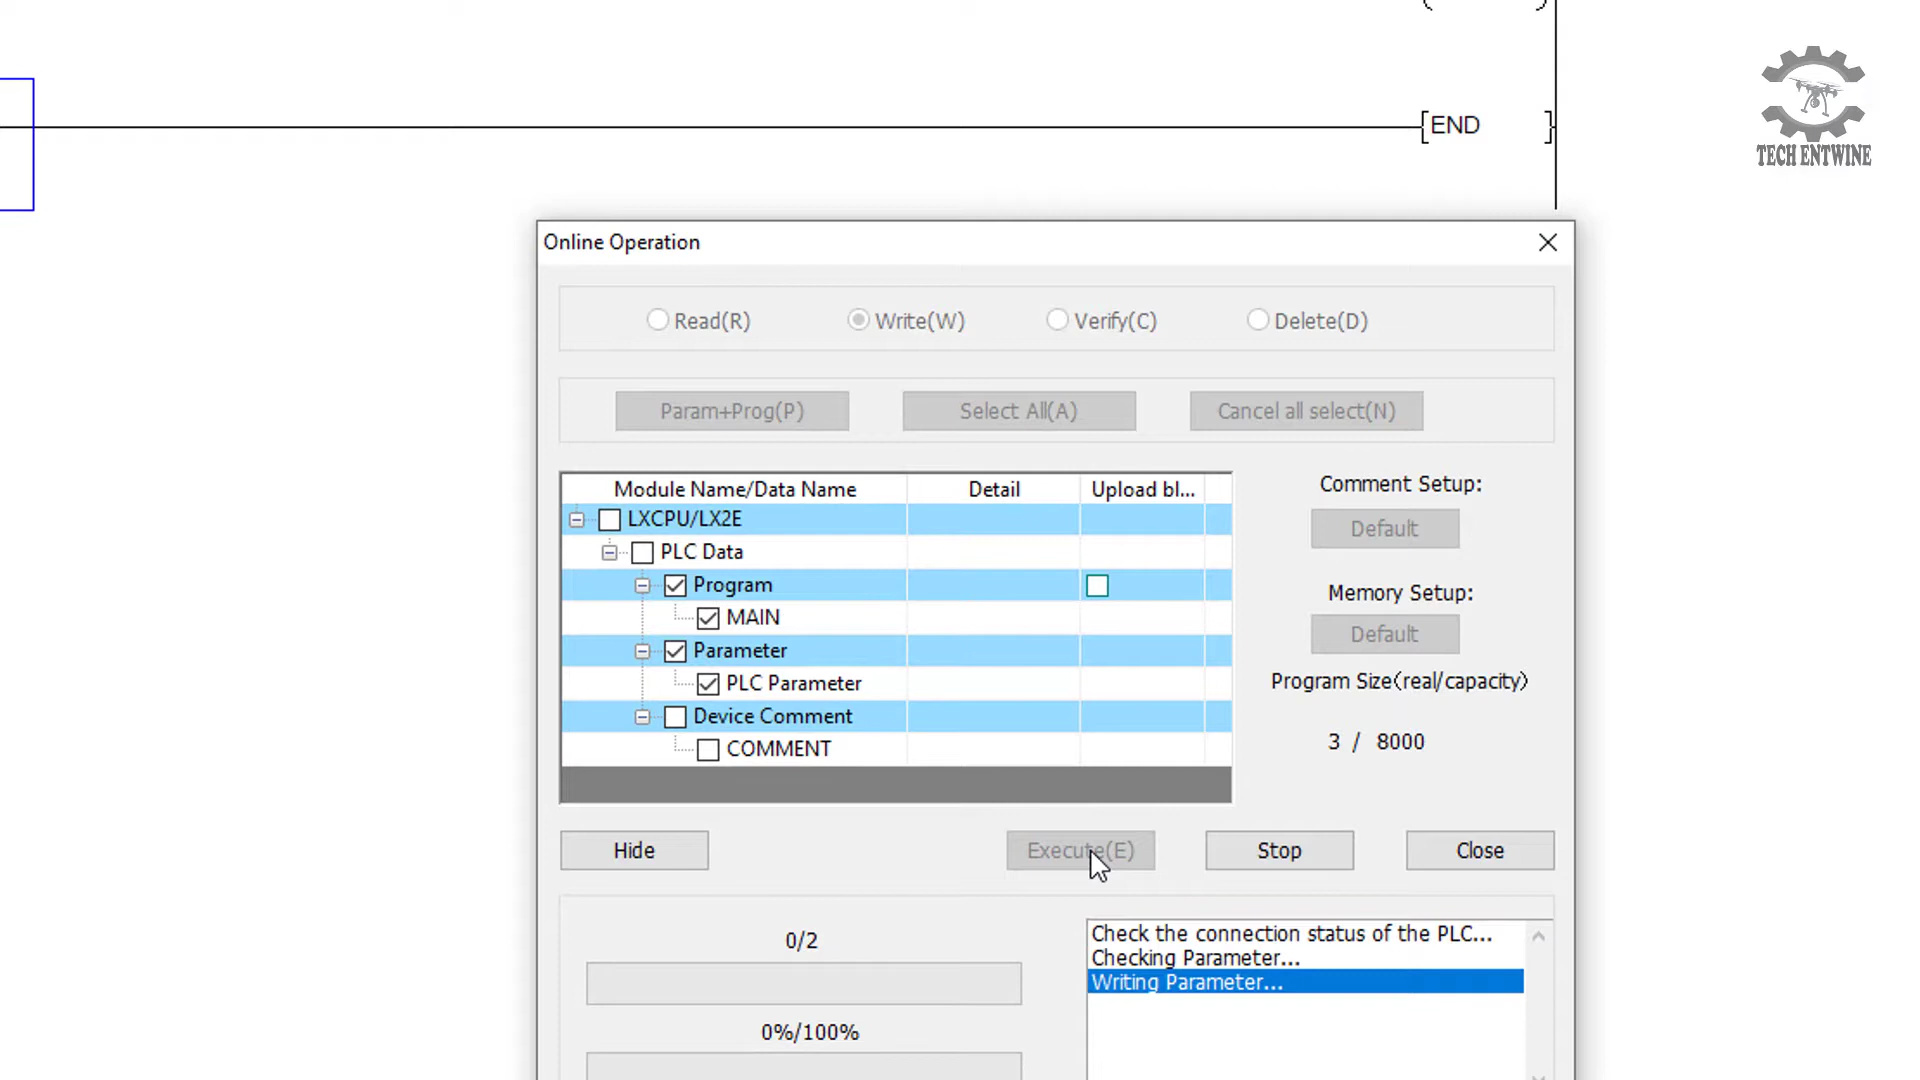 [END ]
TECH ENTWINE
Online Operation
Read(R) Write(W) Verify(C) Delete(D)
Param+Prog(P) Select All(A) Cancel all select(N)
Module Name/Data Name Detail Upload bl...
LXCPU/LX2E
PLC Data
Program
MAIN
Parameter
PLC Parameter
Device Comment
COMMENT
Comment Setup:
Default
Memory Setup:
Default
Program Size(real/capacity)
3 / 8000
Hide Execute(E) Stop Close
0/2
0%/100%
Check the connection status of the PLC...
Checking Parameter...
Writing Parameter...